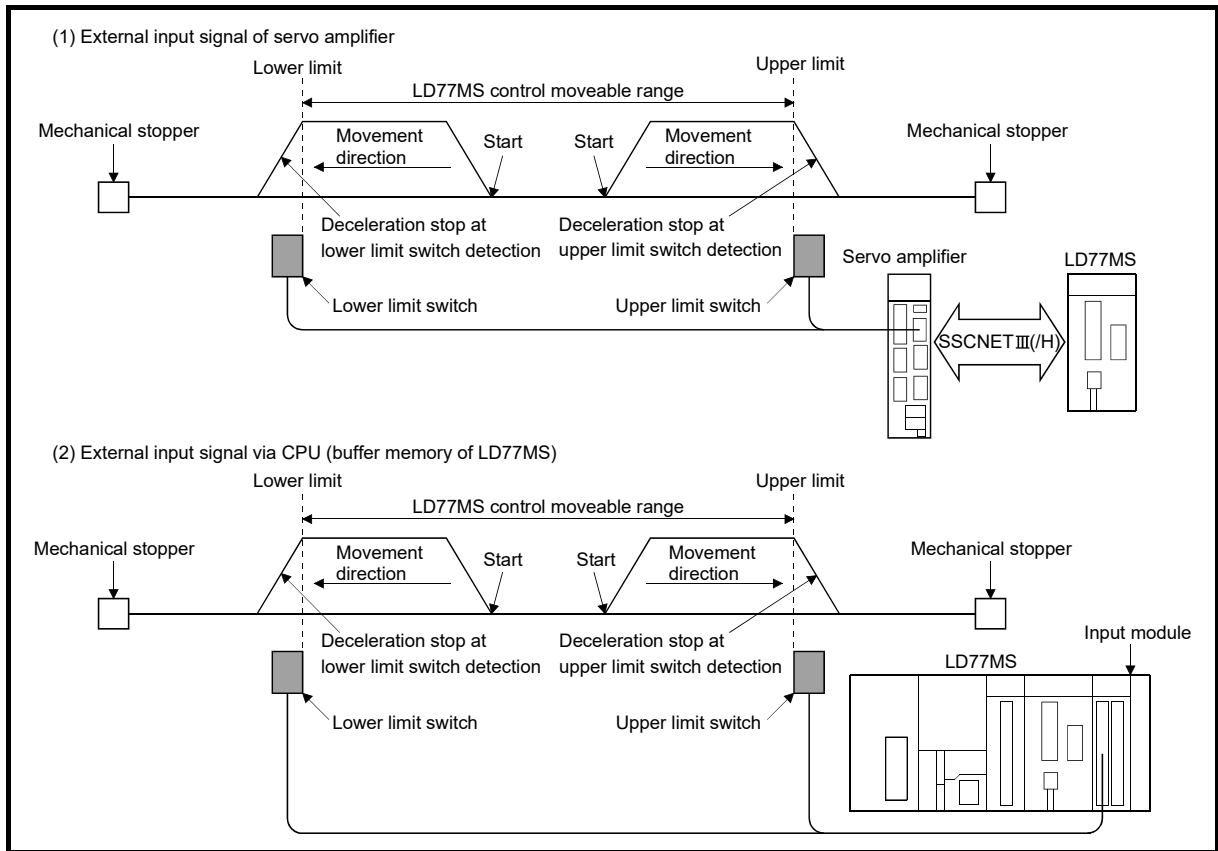 (1) External input signal of servo amplifier
Lower limit
Upper limit
LD77MS control moveable range
Mechanical stopper
Movement
direction
Start
Start
Movement
direction
Mechanical stopper
Deceleration stop at
lower limit switch detection
Deceleration stop at
upper limit switch detection
Servo amplifier
LD77MS
Lower limit switch
Upper limit switch
SSCNETⅢ(/H)
(2) External input signal via CPU (buffer memory of LD77MS)
Lower limit
Upper limit
LD77MS control moveable range
Mechanical stopper
Movement
direction
Start
Start
Movement
direction
Mechanical stopper
Deceleration stop at
lower limit switch detection
Deceleration stop at
upper limit switch detection
Input module
LD77MS
Lower limit switch
Upper limit switch